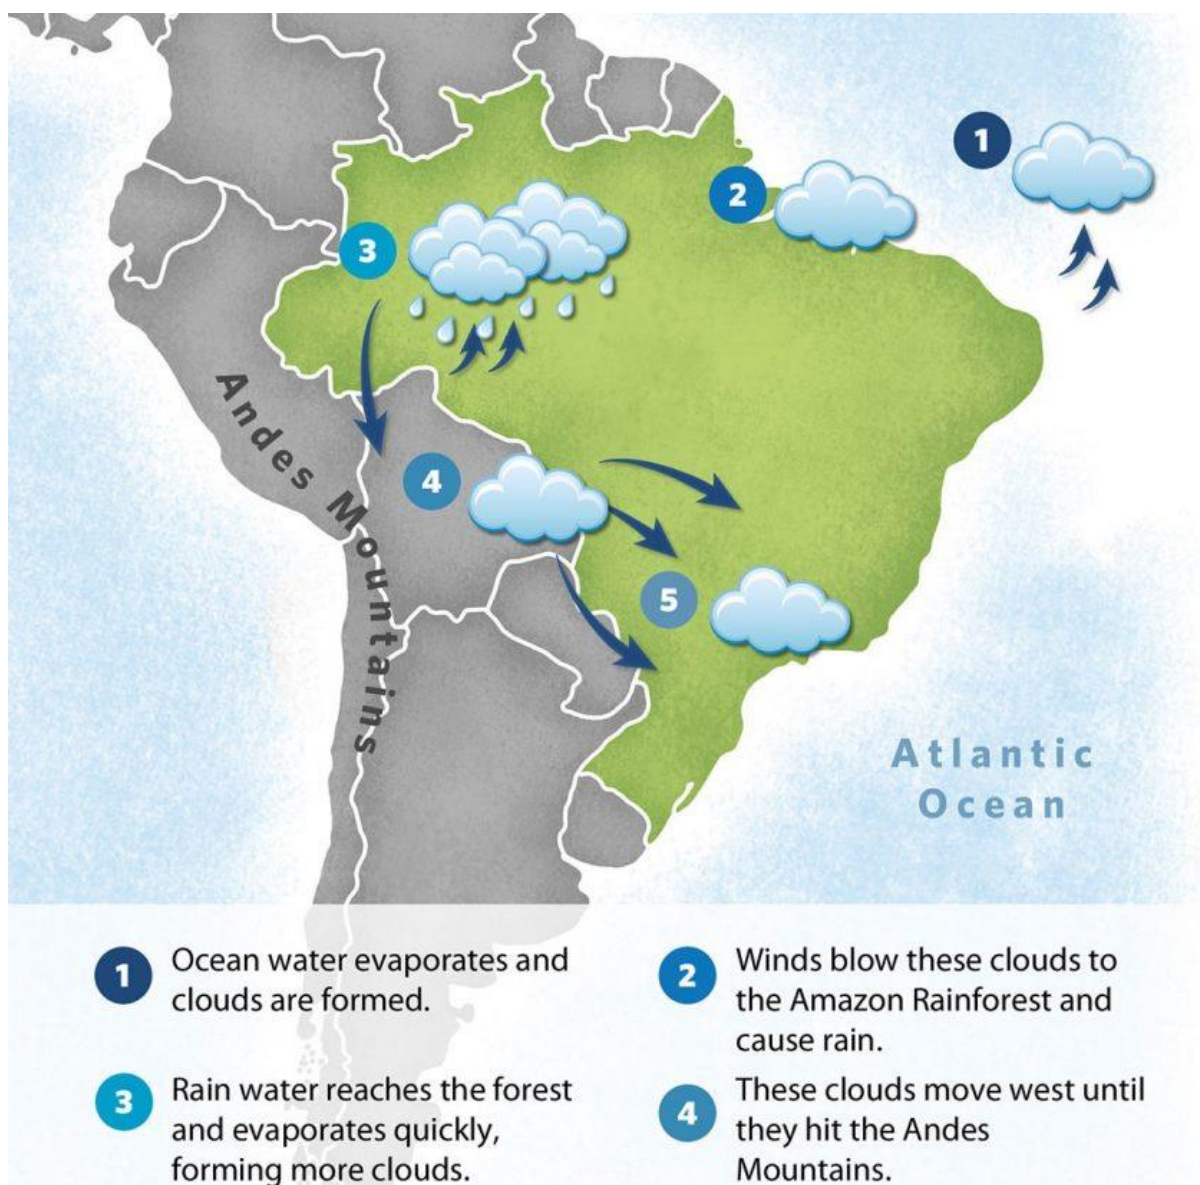 1
2
3
Andes Mountains
4
5
Atlantic
Ocean
1
Ocean water evaporates and
clouds are formed.
2
Winds blow these clouds to
the Amazon Rainforest and
cause rain.
3
Rain water reaches the forest
and evaporates quickly,
forming more clouds.
4
These clouds move west until
they hit the Andes
Mountains.